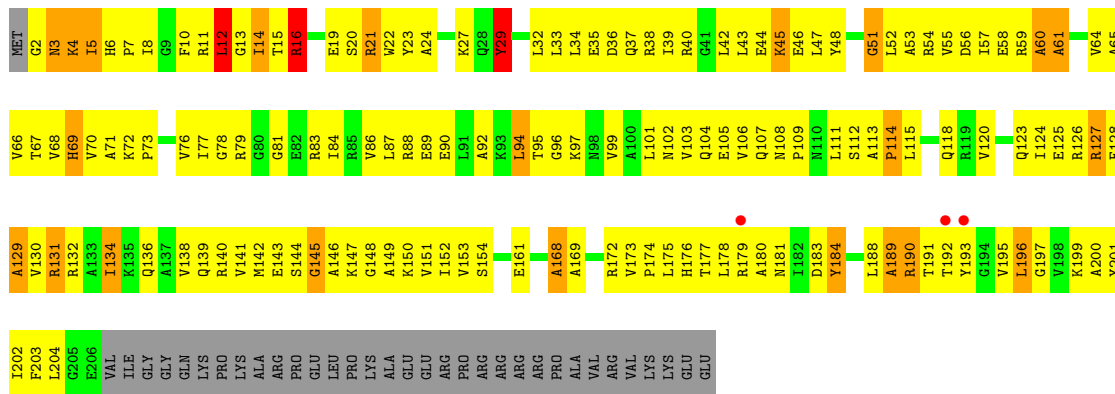 MET G2 N3 K4 I5 H6 P7 I8 G9 F10 R11 L12 G13 I14 T15 R16 E19 S20 R21 W22 Y23 A24 K27 Q28 Y29 L32 L33 L34 E35 D36 Q37 R38 I39 R40 G41 L42 L43 E44 K45 E46 L47 Y48 G51 L52 A53 R54 V55 D56 I57 E58 R59 A60 A61 V64 A65
V66 T67 V68 H69 V70 A71 K72 P73 V76 I77 G78 R79 G80 G81 E82 R83 I84 R85 V86 L87 R88 E89 E90 L91 A92 K93 L94 T95 G96 K97 N98 V99 A100 L101 N102 V103 Q104 E105 V106 Q107 N108 P109 N110 L111 S112 A113 P114 L115 Q118 R119 V120 Q123 I124 E125 R126 R127 F128
A129 V130 R131 R132 A133 I134 K135 Q136 A137 V138 Q139 R140 V141 M142 E143 S144 G145 A146 K147 G148 A149 K150 V151 I152 V153 S154 E161 A168 A169 R172 V173 P174 L175 H176 T177 L178 R179 A180 N181 I182 D183 Y184 L188 A189 R190 T191 T192 Y193 G194 V195 L196 G197 V198 K199 A200 Y201
I202 F203 L204 G205 E206 VAL ILE GLY GLY GLN LYS PRO LYS ALA ARG PRO GLU LEU PRO LYS ALA GLU GLU ARG PRO ARG ARG ARG ARG PRO ALA VAL ARG VAL LYS LYS GLU GLU